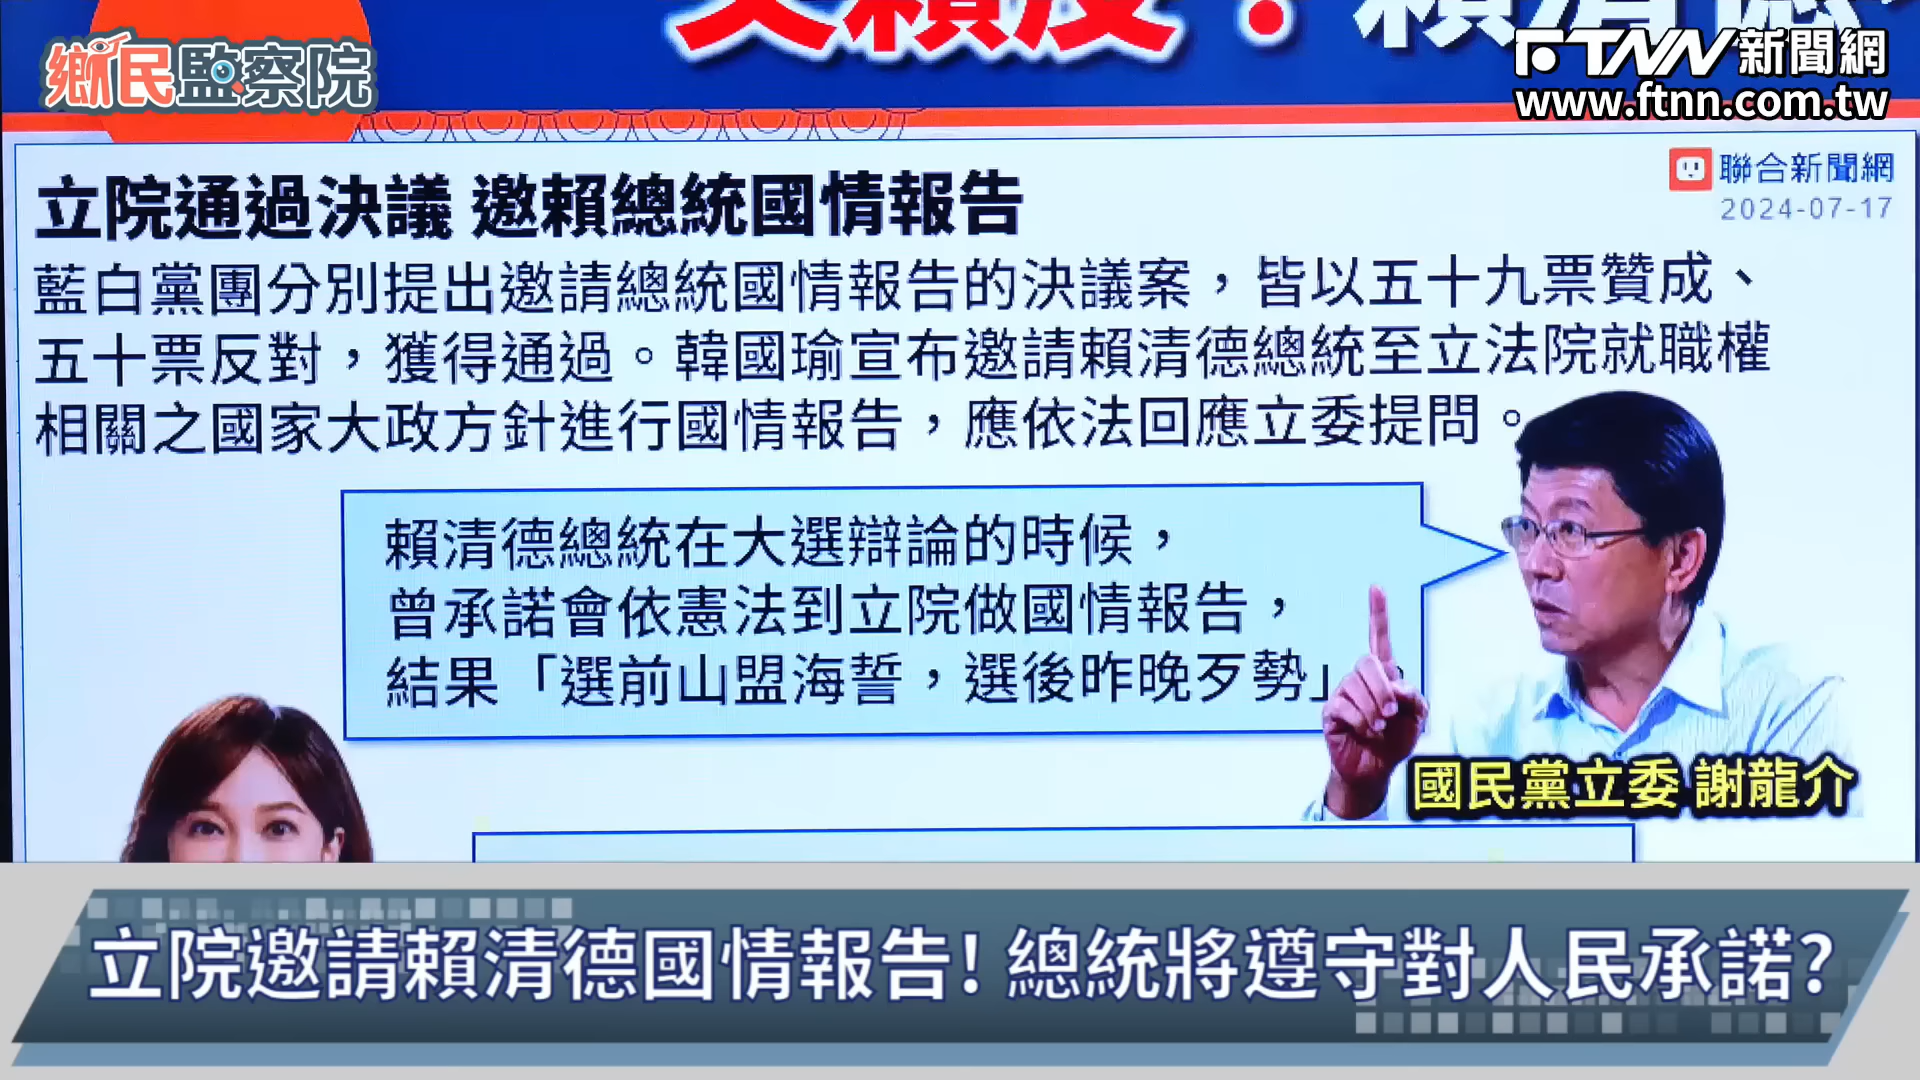 鄉民監察院
FTNN新聞網
www.ftnn.com.tw
聯合新聞網
2024-07-17
立院通過決議 邀賴總統國情報告
藍白黨團分別提出邀請總統國情報告的決議案，皆以五十九票贊成、
五十票反對，獲得通過。韓國瑜宣布邀請賴清德總統至立法院就職權
相關之國家大政方針進行國情報告，應依法回應立委提問。
賴清德總統在大選辯論的時候，
曾承諾會依憲法到立院做國情報告，
結果「選前山盟海誓，選後昨晚歹勢」。
國民黨立委 謝龍介
立院邀請賴清德國情報告！總統將遵守對人民承諾？